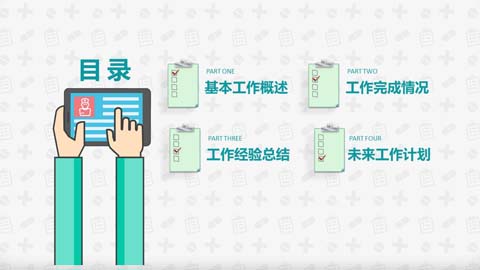 目录
PART ONE
基本工作概述
PART TWO
工作完成情况
PART THREE
工作经验总结
PART FOUR
未来工作计划